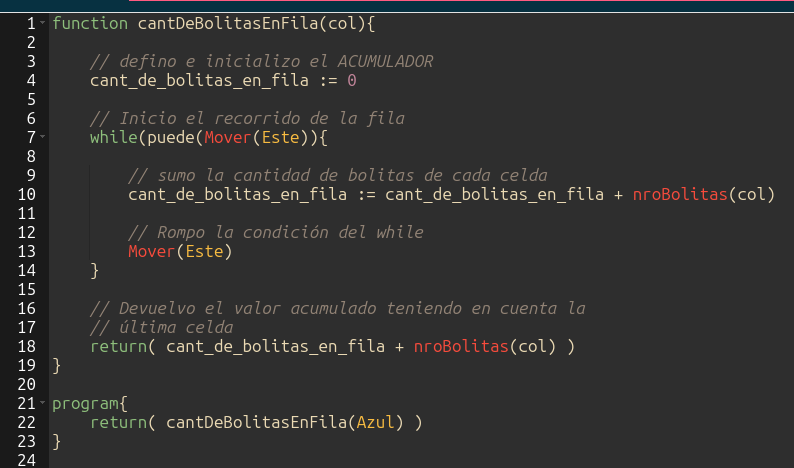 1 function cantDeBolitasEnFila(col){
2
3 // defino e inicializo el ACUMULADOR
4 cant_de_bolitas_en_fila := 0
5
6 // Inicio el recorrido de la fila
7 while(puede(Mover(Este)){
8
9 // sumo la cantidad de bolitas de cada celda
10 cant_de_bolitas_en_fila := cant_de_bolitas_en_fila + nroBolitas(col)
11
12 // Rompo la condición del while
13 Mover(Este)
14 }
15
16 // Devuelvo el valor acumulado teniendo en cuenta la
17 // última celda
18 return( cant_de_bolitas_en_fila + nroBolitas(col) )
19 }
20
21 program{
22 return( cantDeBolitasEnFila(Azul) )
23 }
24